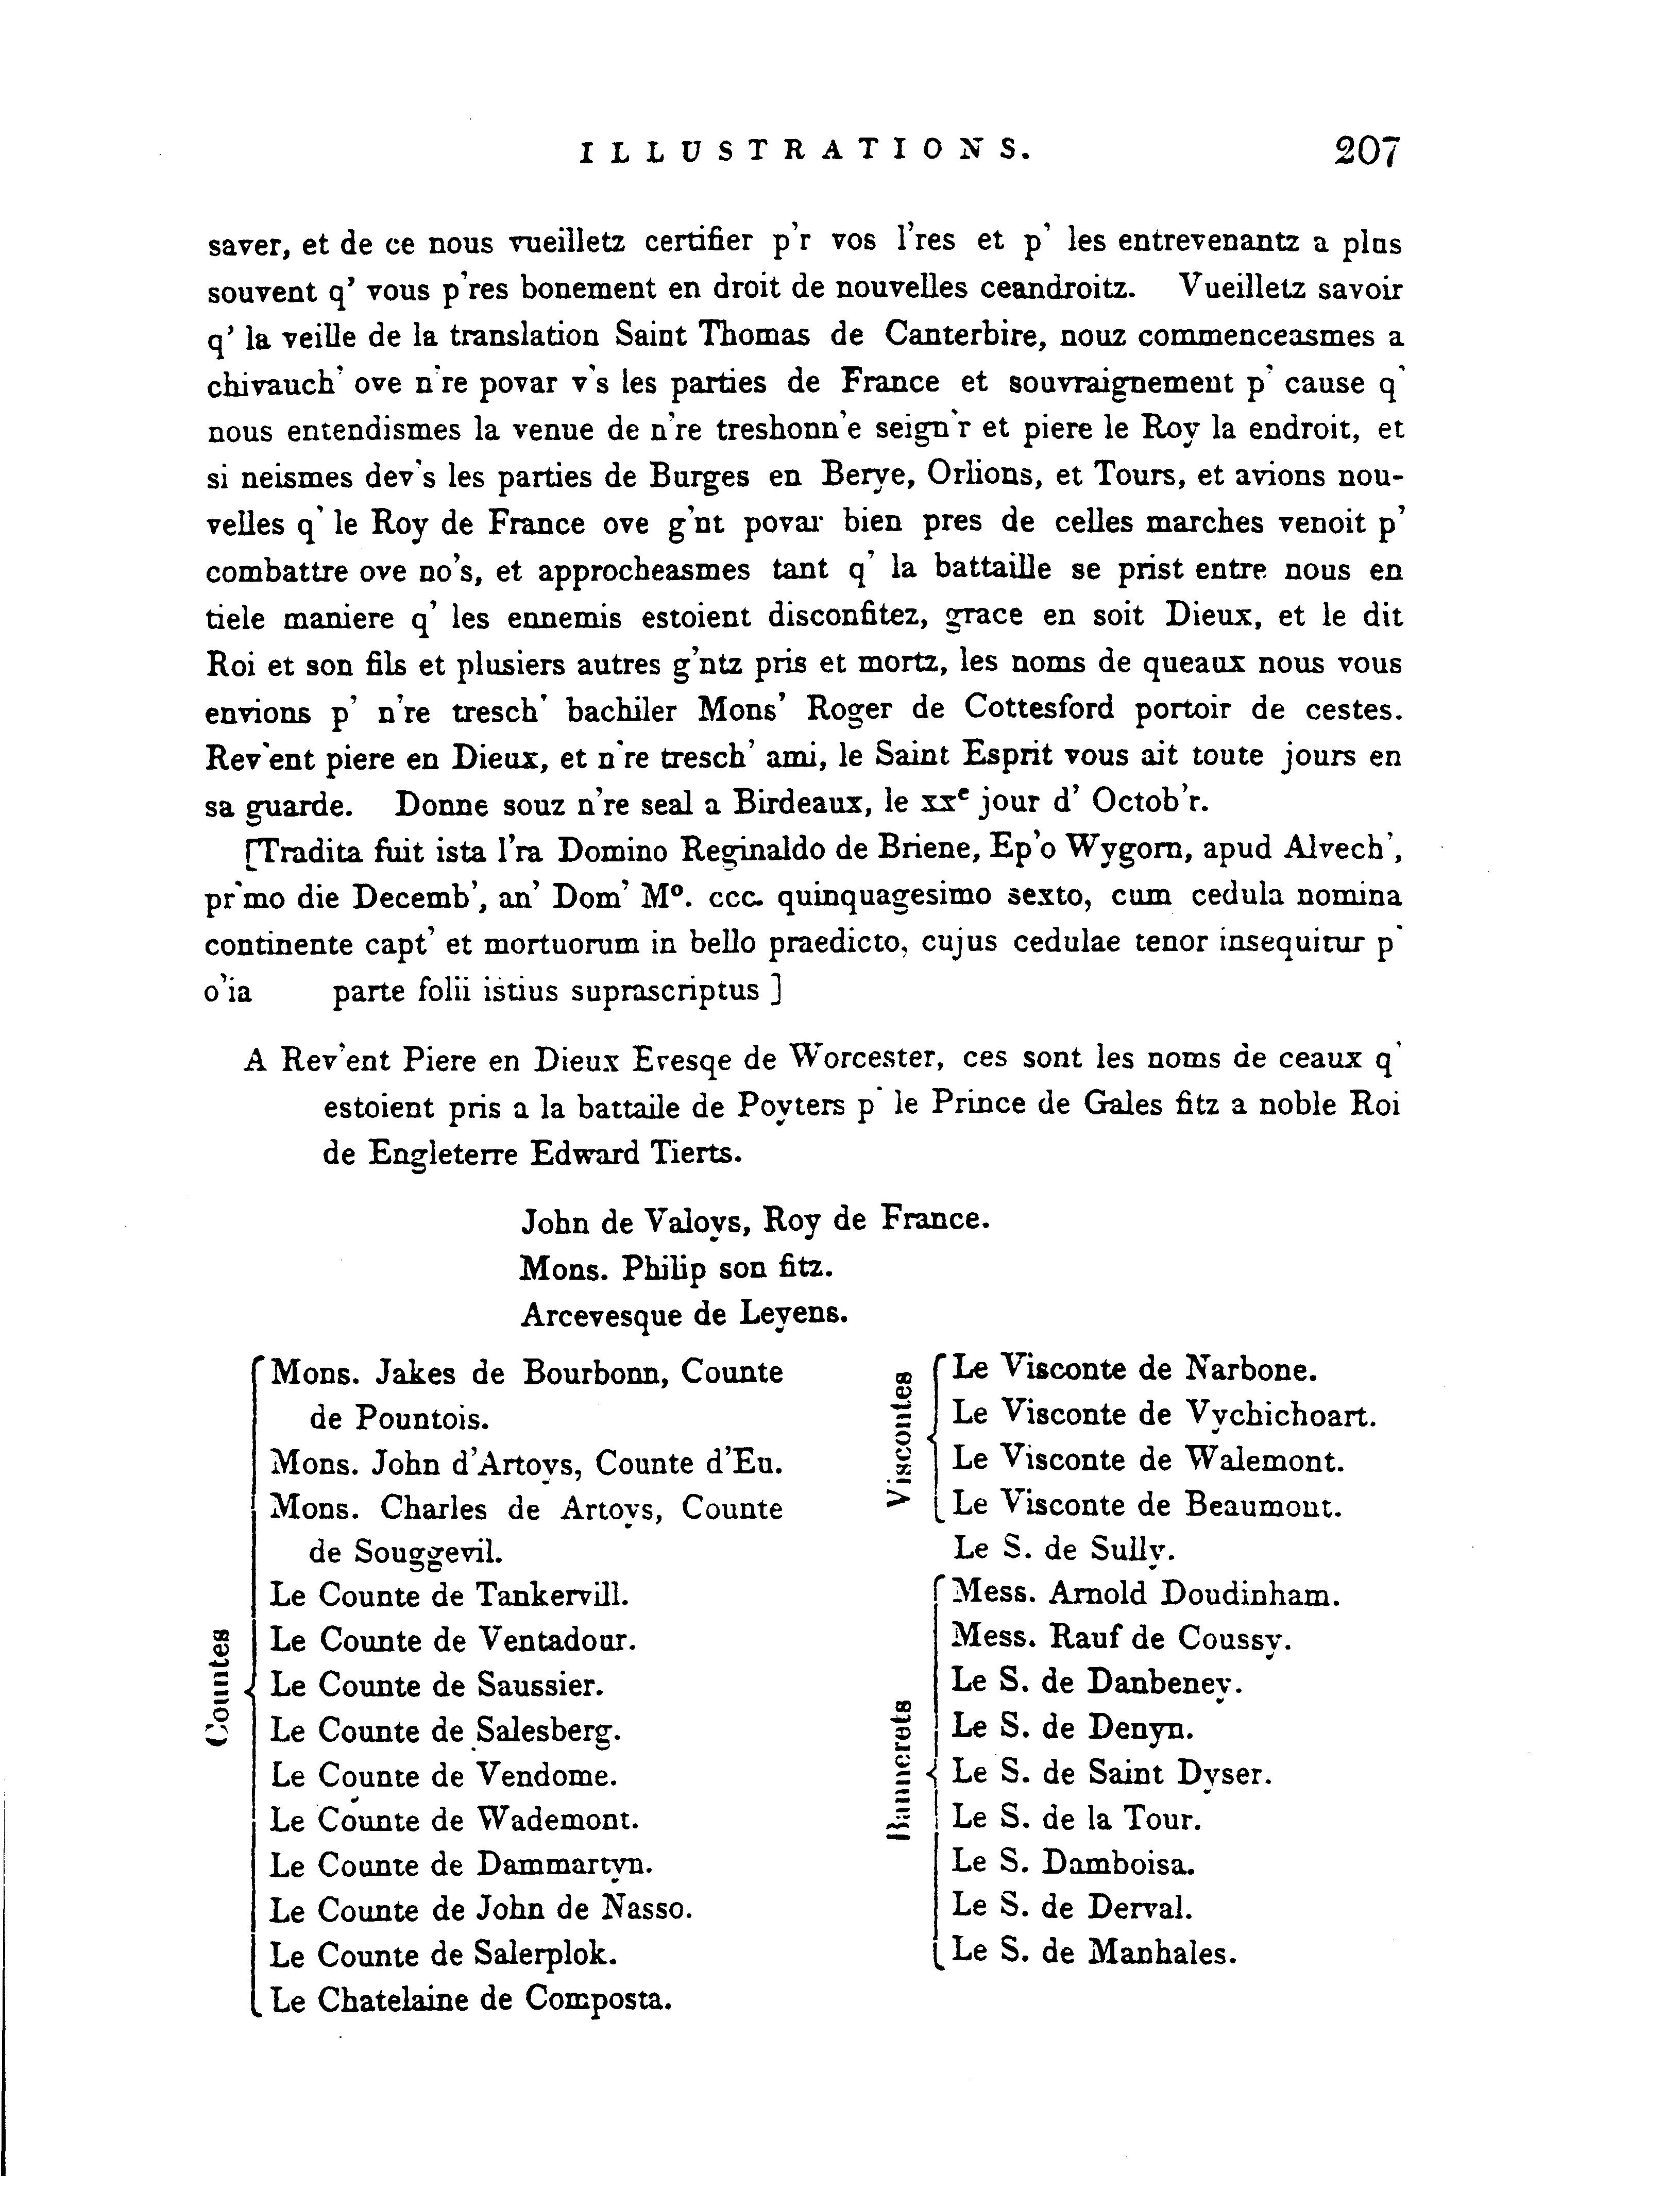 ILLUSTRATIONS. 207
saver, et de ce nous vueilletz certifier p'r vos l'res et p' les entrevenantz a plus
souvent q' vous p'res bonement en droit de nouvelles ceandroitz. Vueilletz savoir
q' la veille de la translation Saint Thomas de Canterbire, nouz commenceasmes a
chivauch' ove n're povar v's les parties de France et souvraignement p' cause q'
nous entendismes la venue de n're treshonn'e seign'r et piere le Roy la endroit, et
si neismes dev's les parties de Burges en Berye, Orlions, et Tours, et avions nou-
velles q' le Roy de France ove g'nt povar bien pres de celles marches venoit p'
combattre ove no's, et approcheasmes tant q' la battaille se prist entre nous en
tiele maniere q' les ennemis estoient disconfitez, grace en soit Dieux, et le dit
Roi et son fils et plusiers autres g'ntz pris et mortz, les noms de queaux nous vous
envions p' n're tresch' bachiler Mons' Roger de Cottesford portoir de cestes.
Rev'ent piere en Dieux, et n're tresch' ami, le Saint Esprit vous ait toute jours en
sa guarde. Donne souz n're seal a Birdeaux, le xxᵉ jour d' Octob'r.
[Tradita fuit ista l'ra Domino Reginaldo de Briene, Ep'o Wygorn, apud Alvech',
pr'mo die Decemb', an' Dom' Mº. ccc. quinquagesimo sexto, cum cedula nomina
continente capt' et mortuorum in bello praedicto, cujus cedulae tenor insequitur p'
o'ia parte folii istius suprascriptus ]
A Rev'ent Piere en Dieux Evesqe de Worcester, ces sont les noms de ceaux q'
estoient pris a la battaile de Poyters p' le Prince de Gales fitz a noble Roi
de Engleterre Edward Tierts.
John de Valoys, Roy de France.
Mons. Philip son fitz.
Arcevesque de Leyens.
Countes
Mons. Jakes de Bourbonn, Counte
de Pountois.
Mons. John d'Artoys, Counte d'Eu.
Mons. Charles de Artoys, Counte
de Souggevil.
Le Counte de Tankervill.
Le Counte de Ventadour.
Le Counte de Saussier.
Le Counte de Salesberg.
Le Counte de Vendome.
Le Counte de Wademont.
Le Counte de Dammartyn.
Le Counte de John de Nasso.
Le Counte de Salerplok.
Le Chatelaine de Composta.
Viscontes
Le Visconte de Narbone.
Le Visconte de Vychichoart.
Le Visconte de Walemont.
Le Visconte de Beaumont.
Le S. de Sully.
Bannerets
Mess. Arnold Doudinham.
Mess. Rauf de Coussy.
Le S. de Danbeney.
Le S. de Denyn.
Le S. de Saint Dyser.
Le S. de la Tour.
Le S. Damboisa.
Le S. de Derval.
Le S. de Manhales.